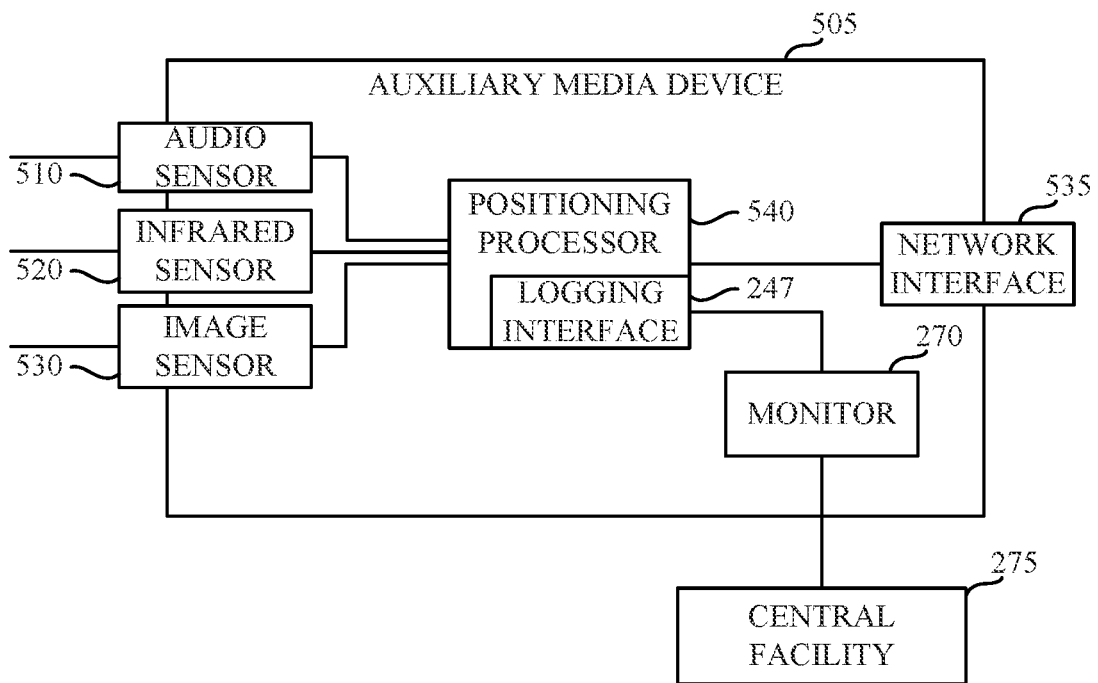 505
AUXILIARY MEDIA DEVICE
AUDIO
SENSOR
510
INFRARED
SENSOR
520
IMAGE
SENSOR
530
POSITIONING
PROCESSOR
540
LOGGING
INTERFACE
247
535
NETWORK
INTERFACE
270
MONITOR
275
CENTRAL
FACILITY